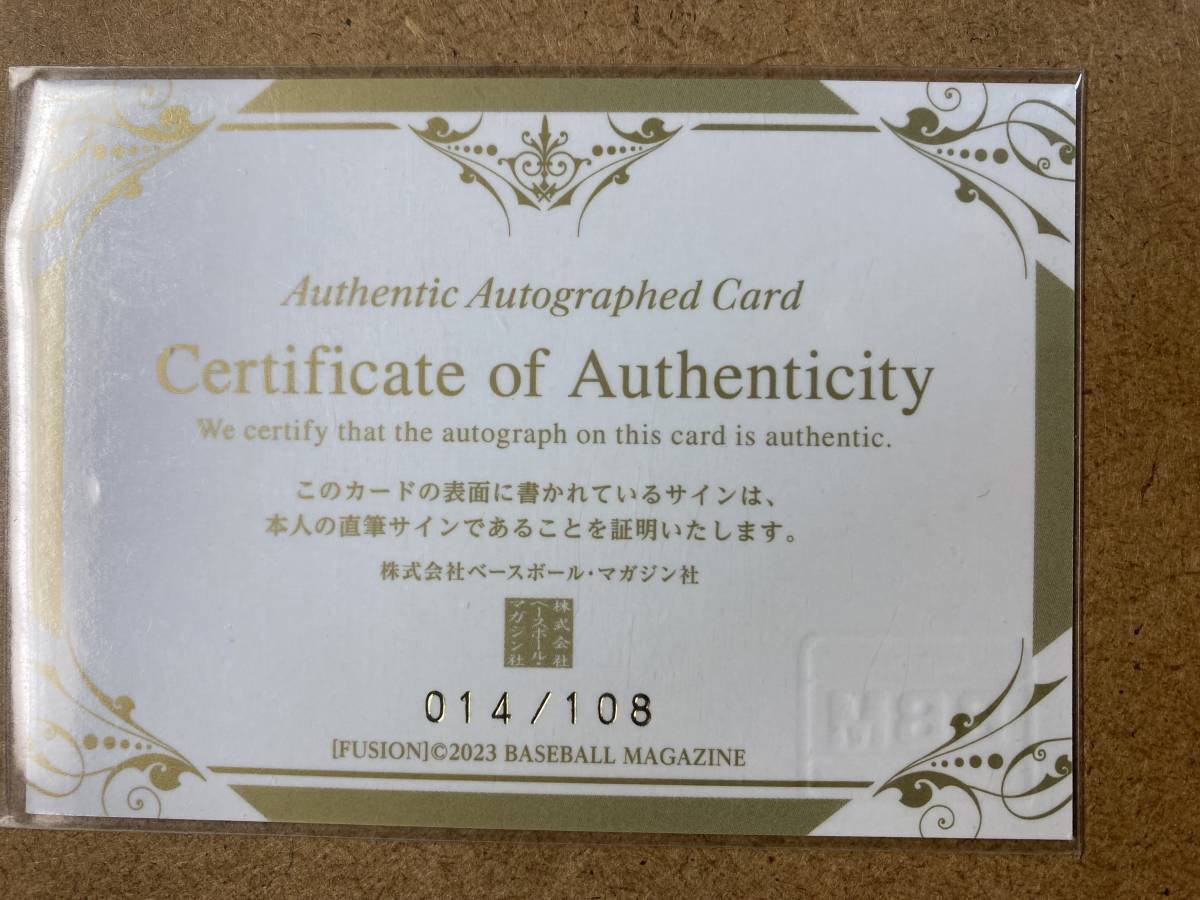 Authentic Autographed Card
Certificate of Authenticity
We certify that the autograph on this card is authentic.
このカードの表面に書かれているサインは、
本人の直筆サインであることを証明いたします。
株式会社ベースボール・マガジン社
株式会社
ベースボール・
マガジン社
014/108
[FUSION]©2023 BASEBALL MAGAZINE